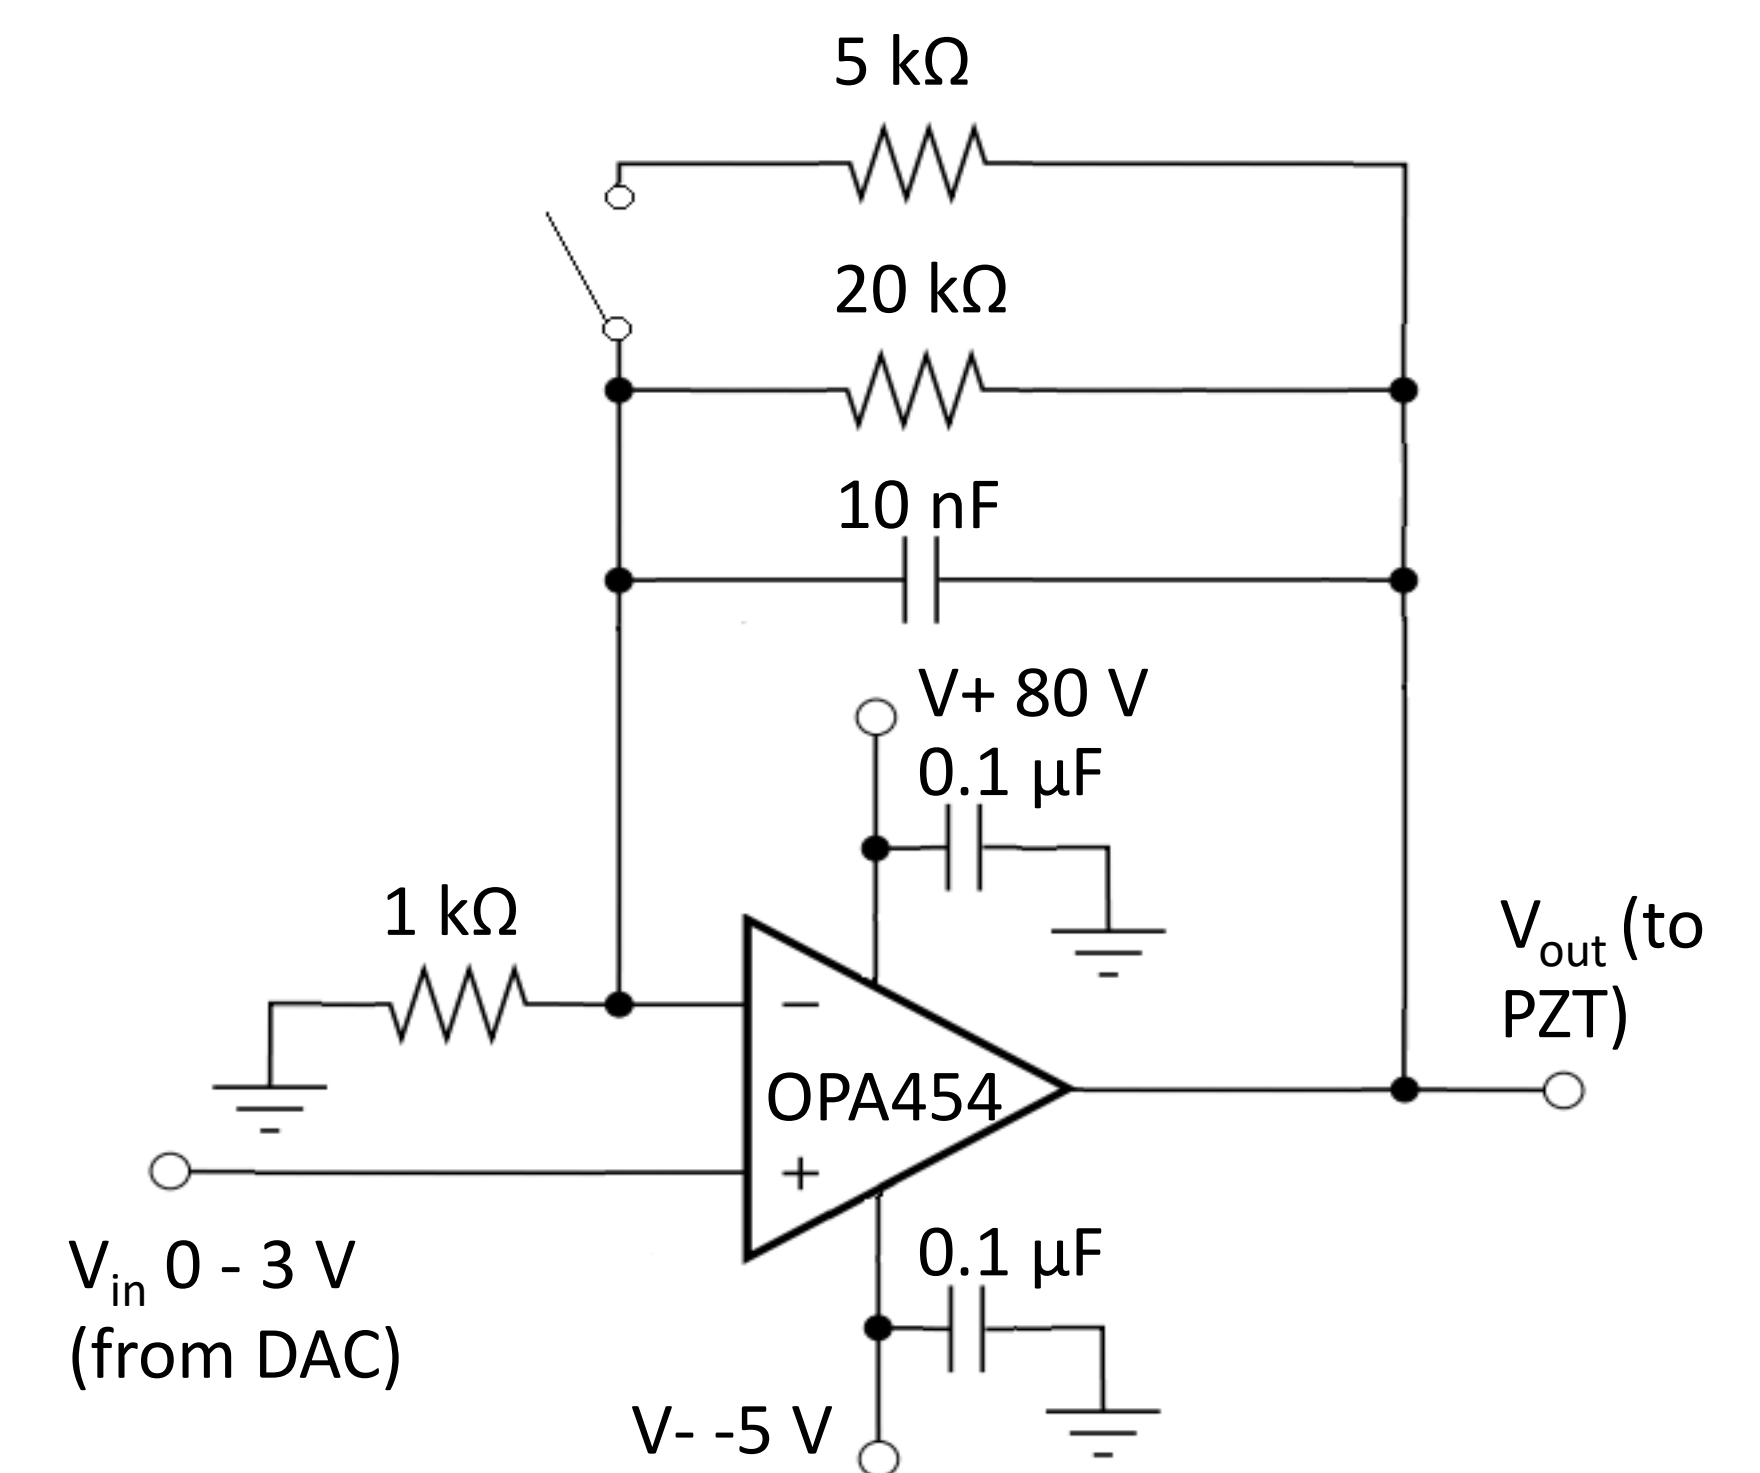 5 kΩ
20 kΩ
10 nF
V+ 80 V
0.1 µF
1 kΩ
Vout (to
PZT)
−
OPA454
+
Vin 0 - 3 V
(from DAC)
0.1 µF
V- -5 V